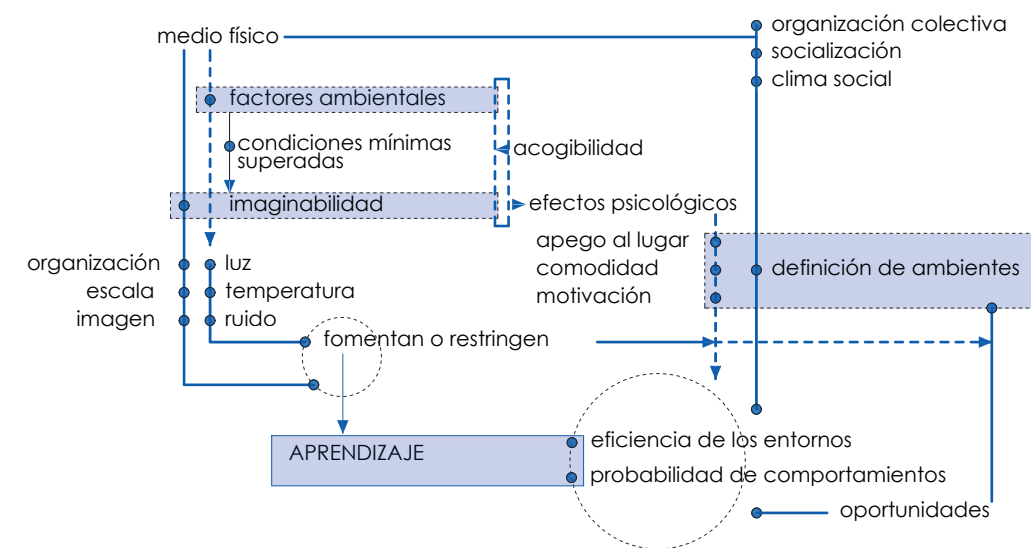 organización colectiva
medio físico
socialización
clima social
factores ambientales
condiciones mínimas
superadas
acogibilidad
imaginabilidad
efectos psicológicos
apego al lugar
organización
luz
comodidad
definición de ambientes
escala
temperatura
motivación
imagen
ruido
fomentan o restringen
eficiencia de los entornos
APRENDIZAJE
probabilidad de comportamientos
oportunidades